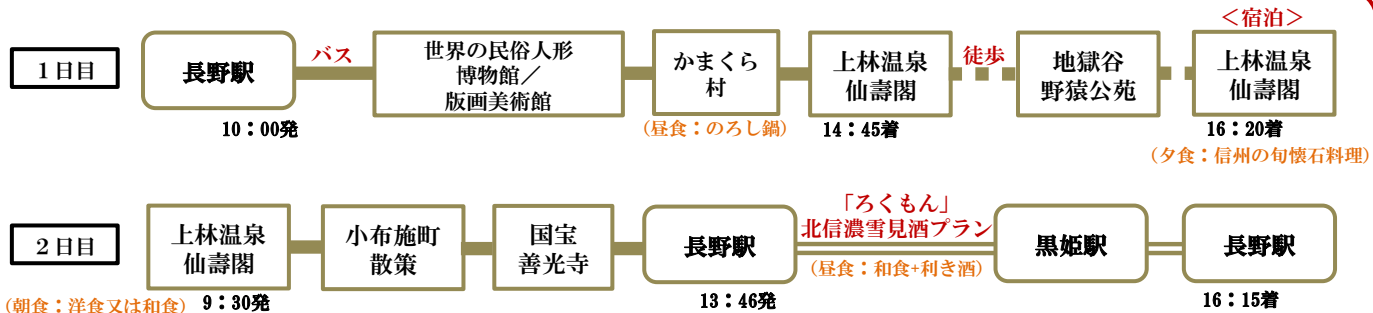 ＜宿泊＞
１日目
長野駅
バス
世界の民俗人形
博物館／
版画美術館
かまくら
村
上林温泉
仙壽閣
徒歩
地獄谷
野猿公苑
上林温泉
仙壽閣
10：00発
（昼食：のろし鍋）
14：45着
16：20着
（夕食：信州の旬懐石料理）
２日目
上林温泉
仙壽閣
小布施町
散策
国宝
善光寺
長野駅
「ろくもん」
北信濃雪見酒プラン
（昼食：和食+利き酒）
黒姫駅
長野駅
（朝食：洋食又は和食）
9：30発
13：46発
16：15着